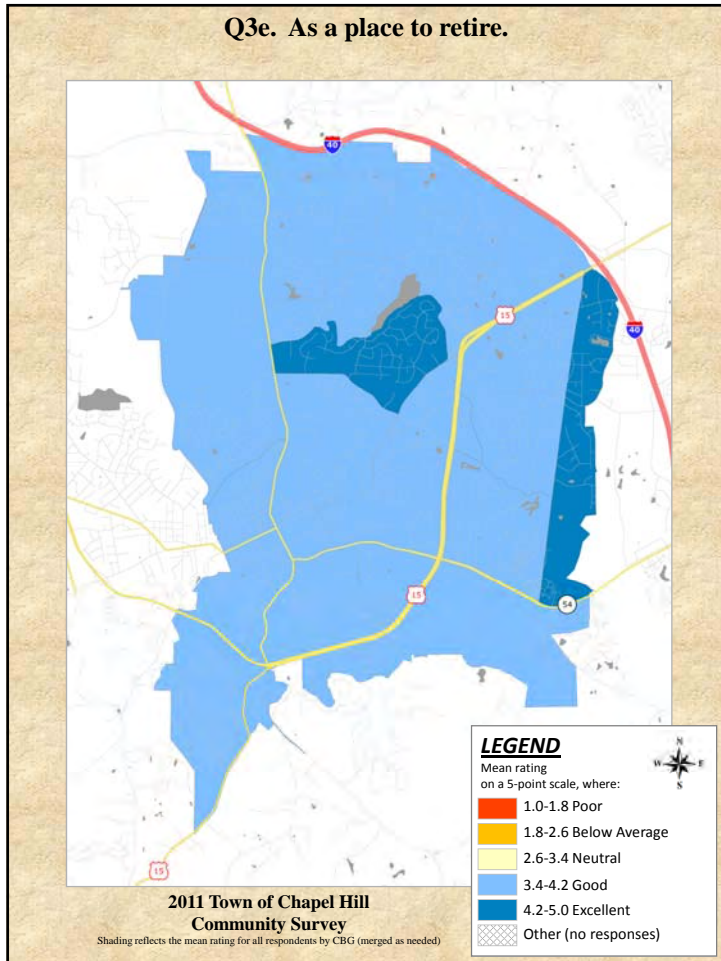 Q3e. As a place to retire.
40
15
40
15
54
15
LEGEND
Mean rating
on a 5-point scale, where:
N
W E
S
1.0-1.8 Poor
1.8-2.6 Below Average
2.6-3.4 Neutral
3.4-4.2 Good
4.2-5.0 Excellent
Other (no responses)
2011 Town of Chapel Hill
Community Survey
Shading reflects the mean rating for all respondents by CBG (merged as needed)